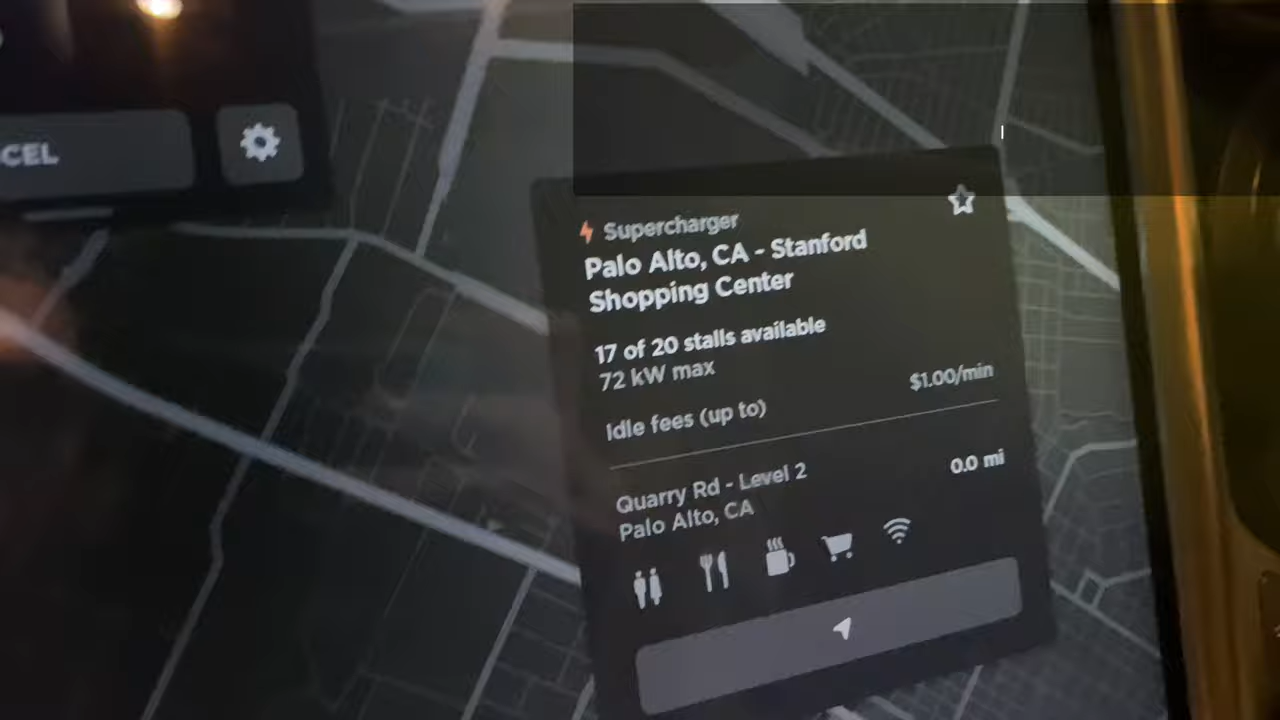 CEL
Supercharger
Palo Alto, CA - Stanford
Shopping Center
17 of 20 stalls available
72 kW max
Idle fees (up to) $1.00/min
Quarry Rd - Level 2 0.0 mi
Palo Alto, CA